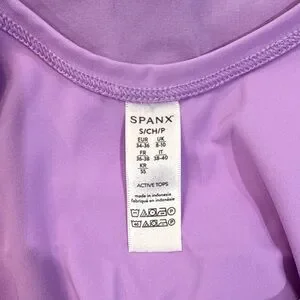 SPANX
S/CH/P
EUR UK
34-36 8-10
FR IT
36-38 38-40
KR
55
ACTIVE TOPS
made in indonesia
fabriqué en indonésie